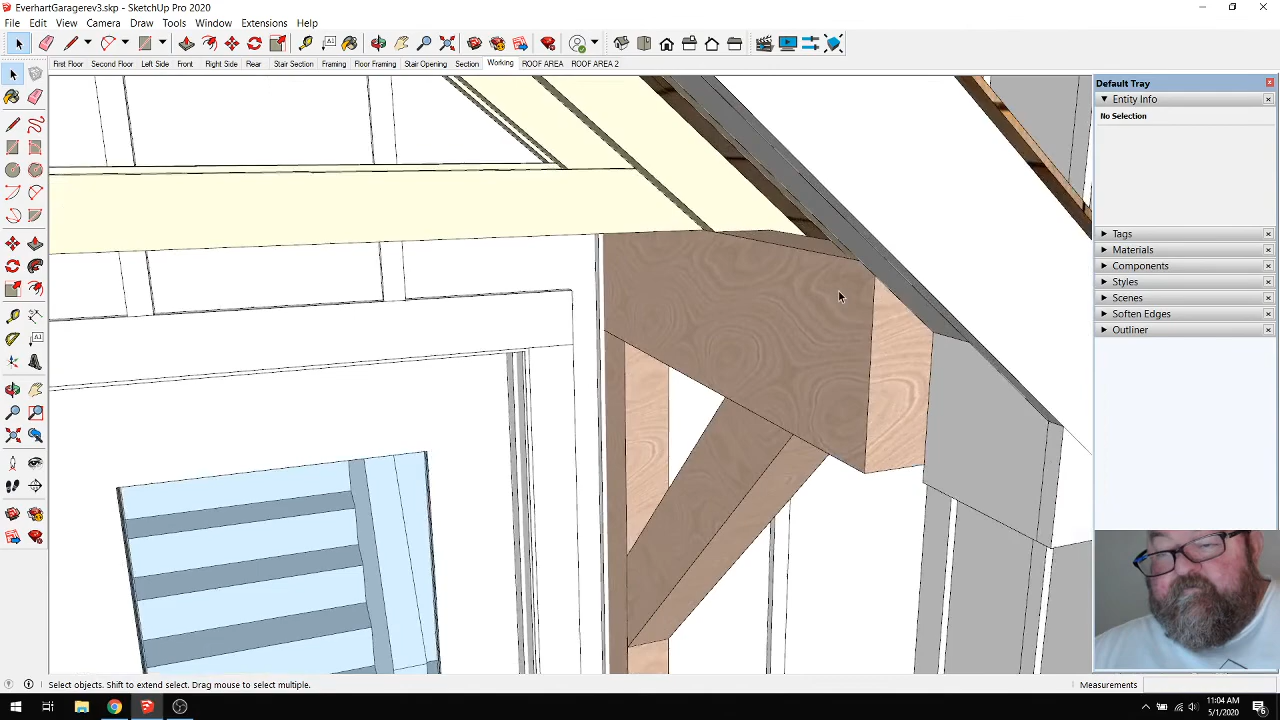 EverhartGaragerev3.skp - SketchUp Pro 2020
File Edit View Camera Draw Tools Window Extensions Help
First Floor Second Floor Left Side Front Right Side Rear Stair Section Framing Floor Framing Stair Opening Section Working ROOF AREA ROOF AREA 2
Default Tray
Entity Info
No Selection
Tags
Materials
Components
Styles
Scenes
Soften Edges
Outliner
Select objects. Shift to extend select. Drag mouse to select multiple.
Measurements
11:04 AM
5/1/2020